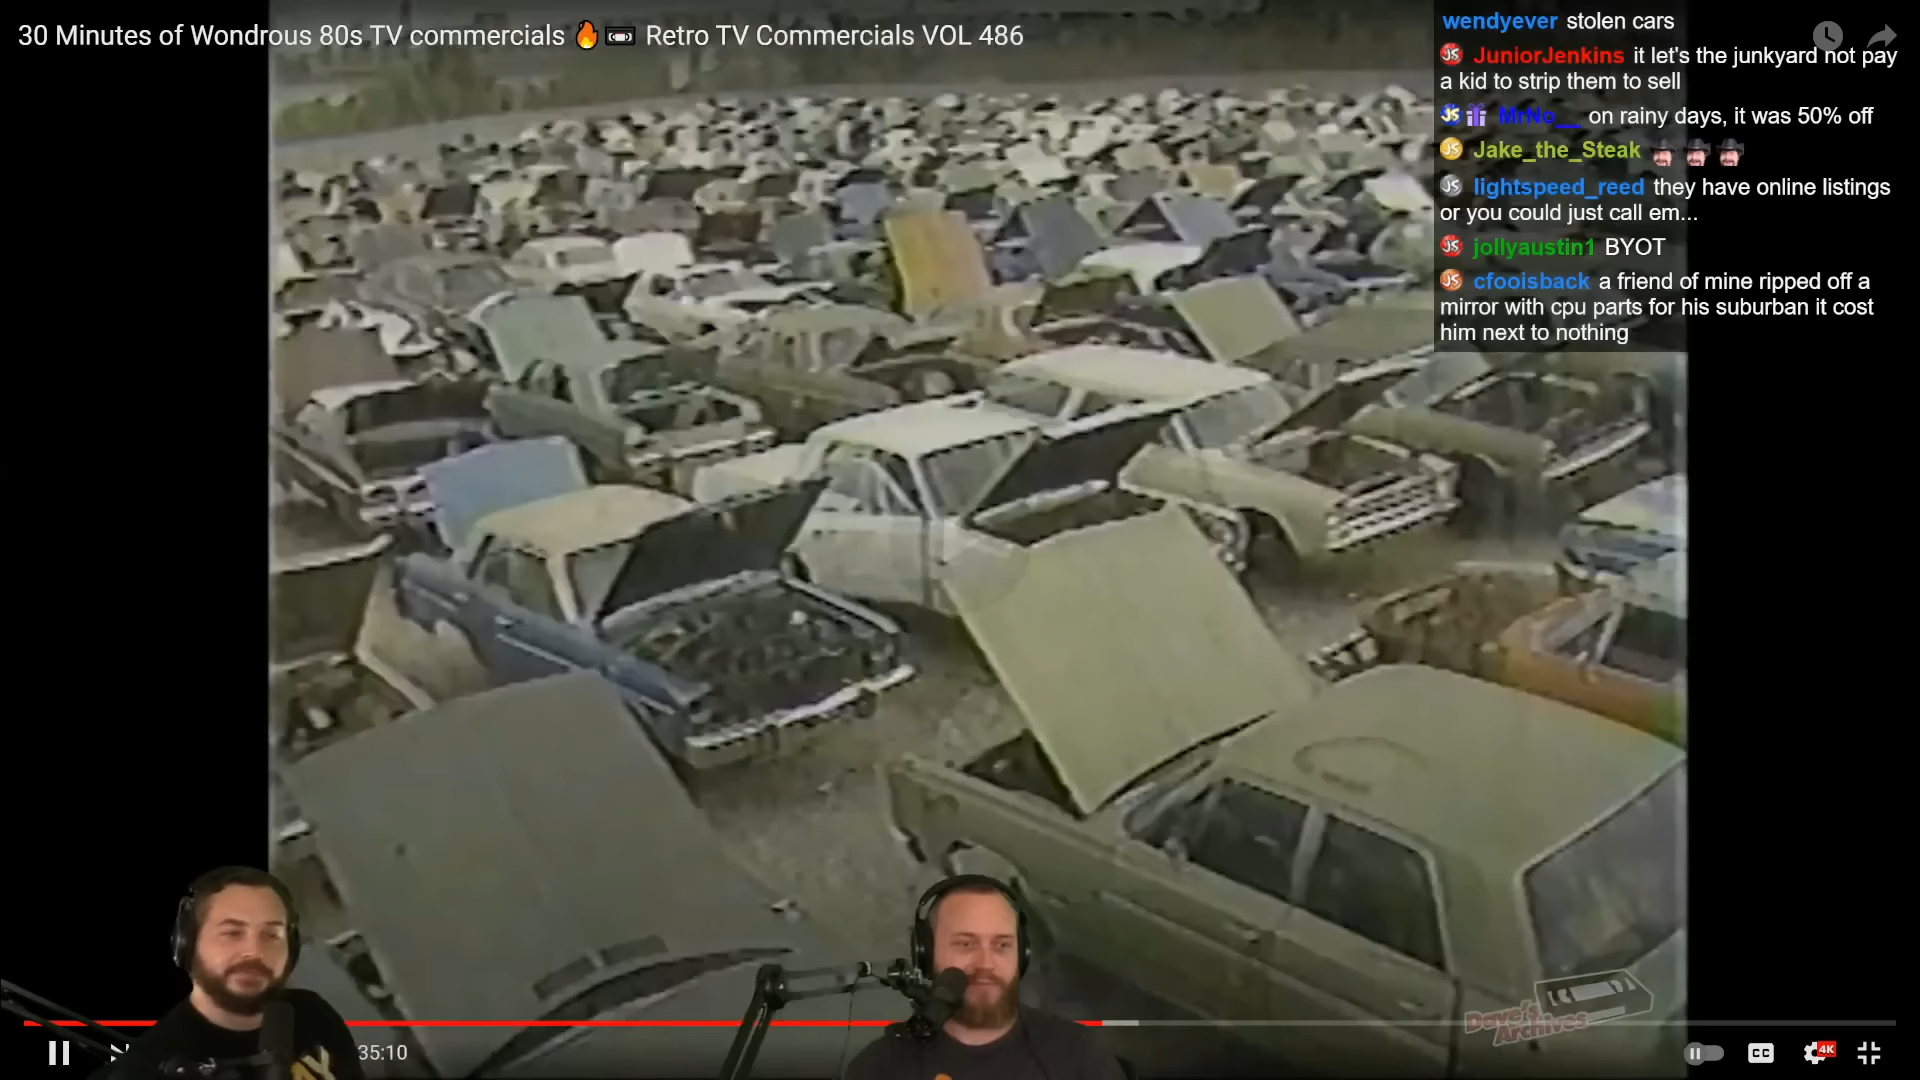 30 Minutes of Wondrous 80s TV commercials 🔥📼 Retro TV Commercials VOL 486
wendyever stolen cars
JuniorJenkins it let's the junkyard not pay
a kid to strip them to sell
MrNo__ on rainy days, it was 50% off
Jake_the_Steak
lightspeed_reed they have online listings
or you could just call em...
jollyaustin1 BYOT
cfooisback a friend of mine ripped off a
mirror with cpu parts for his suburban it cost
him next to nothing
Dave's
Archives
35:10
CC
4K